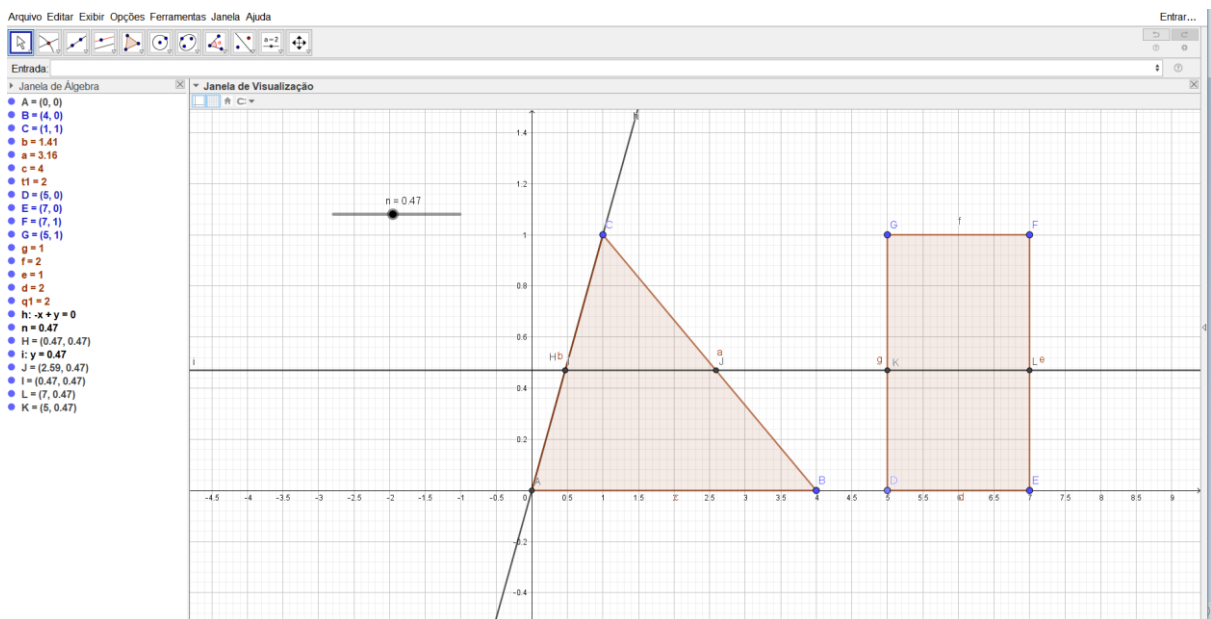 Arquivo Editar Exibir Opções Ferramentas Janela Ajuda
Entrar...
a=2
Entrada:
Janela de Álgebra
Janela de Visualização
A = (0, 0)
B = (4, 0)
C = (1, 1)
b = 1.41
a = 3.16
c = 4
t1 = 2
D = (5, 0)
E = (7, 0)
F = (7, 1)
G = (5, 1)
g = 1
f = 2
e = 1
d = 2
q1 = 2
h: -x + y = 0
n = 0.47
H = (0.47, 0.47)
i: y = 0.47
J = (2.59, 0.47)
I = (0.47, 0.47)
L = (7, 0.47)
K = (5, 0.47)
1.4
1.2
n = 0.47
C
G
f
F
1
0.8
0.6
i
H b
a
J
g K
L e
0.4
0.2
A
B
D
E
-4.5 -4 -3.5 -3 -2.5 -2 -1.5 -1 -0.5 0 0.5 1 1.5 2 2.5 3 3.5 4 4.5 5 5.5 6 d 6.5 7 7.5 8 8.5 9
-0.2
-0.4